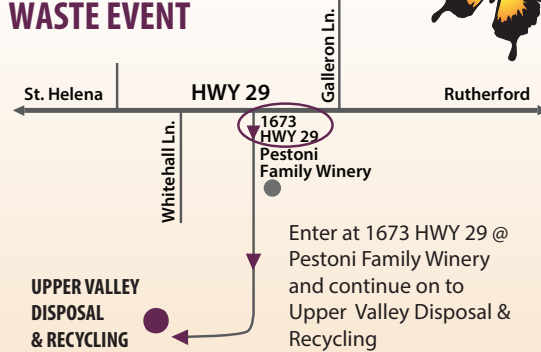 WASTE EVENT
Galleron Ln.
St. Helena
HWY 29
Rutherford
Whitehall Ln.
1673
HWY 29
Pestoni
Family Winery
Enter at 1673 HWY 29 @
Pestoni Family Winery
and continue on to
Upper Valley Disposal &
Recycling
UPPER VALLEY
DISPOSAL
& RECYCLING